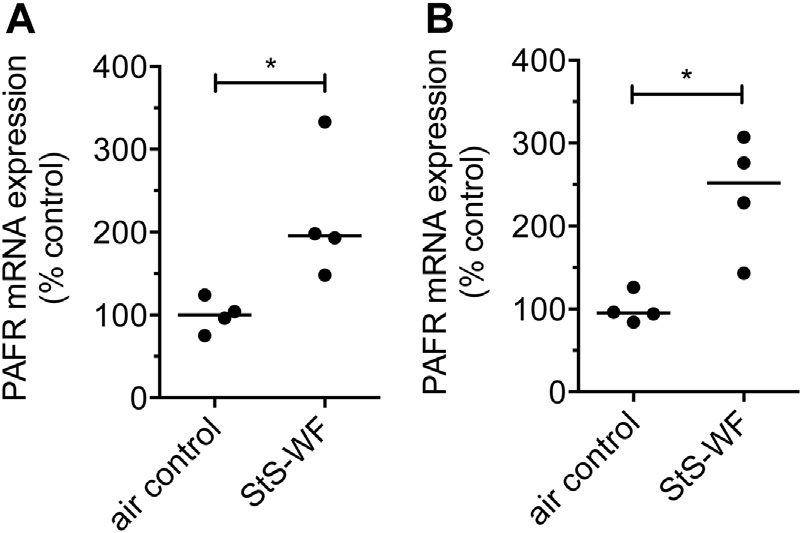 A
PAFR mRNA expression
(% control)
400
300
200
100
0
*
air control
StS-WF
B
PAFR mRNA expression
(% control)
400
300
200
100
0
*
air control
StS-WF